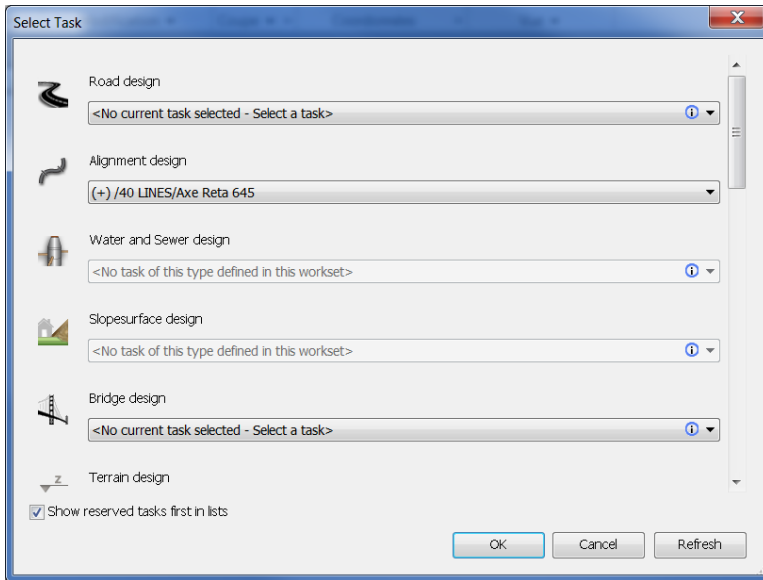 Select Task
Road design
<No current task selected - Select a task>
Alignment design
(+) /40 LINES/Axe Reta 645
Water and Sewer design
<No task of this type defined in this workset>
Slopesurface design
<No task of this type defined in this workset>
Bridge design
<No current task selected - Select a task>
Z
Terrain design
Show reserved tasks first in lists
OK
Cancel
Refresh